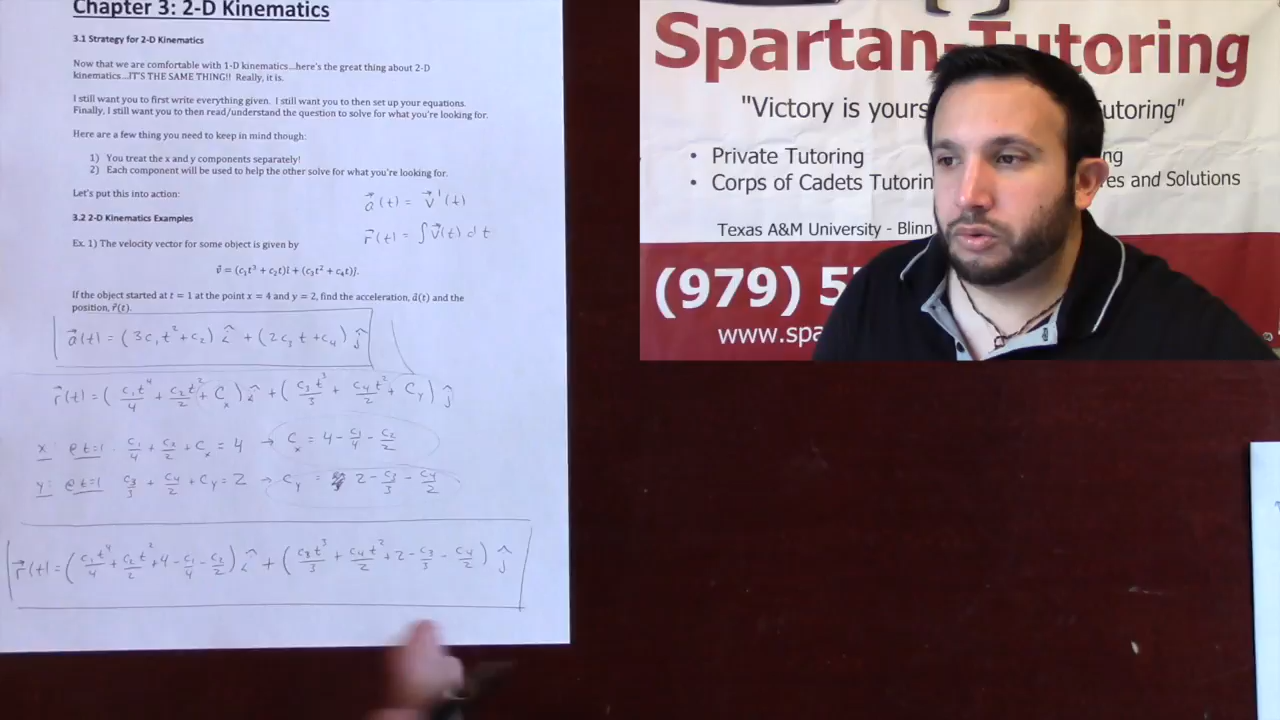 Chapter 3: 2-D Kinematics
3.1 Strategy for 2-D Kinematics
Now that we are comfortable with 1-D kinematics…here's the great thing about 2-D
kinematics…IT'S THE SAME THING!! Really, it is.
I still want you to first write everything given. I still want you to then set up your equations.
Finally, I still want you to then read/understand the question to solve for what you're looking for.
Here are a few thing you need to keep in mind though:
1) You treat the x and y components separately!
2) Each component will be used to help the other solve for what you're looking for.
Let's put this into action:
a⃗(t) = v⃗'(t)
3.2 2-D Kinematics Examples
r⃗(t) = ∫v⃗(t) dt
Ex. 1) The velocity vector for some object is given by
v⃗ = (c₁t³ + c₂t)î + (c₃t² + c₄t)ĵ.
If the object started at t = 1 at the point x = 4 and y = 2, find the acceleration, a⃗(t) and the
position, r⃗(t).
a⃗(t) = (3c₁t² + c₂) î + (2c₃t + c₄) ĵ
r⃗(t) = (c₁t⁴/4 + c₂t²/2 + Cₓ) î + (c₃t³/3 + c₄t²/2 + Cy) ĵ
x: @ t=1 c₁/4 + c₂/2 + Cₓ = 4 → Cₓ = 4 - c₁/4 - c₂/2
y: @ t=1 c₃/3 + c₄/2 + Cy = 2 → Cy = 2 - c₃/3 - c₄/2
r⃗(t) = (c₁t⁴/4 + c₂t²/2 + 4 - c₁/4 - c₂/2) î + (c₃t³/3 + c₄t²/2 + 2 - c₃/3 - c₄/2) ĵ
Spartan-Tutoring
"Victory is yours Tutoring"
• Private Tutoring
• Corps of Cadets and Solutions
Texas A&M University - Blinn
(979)
www.